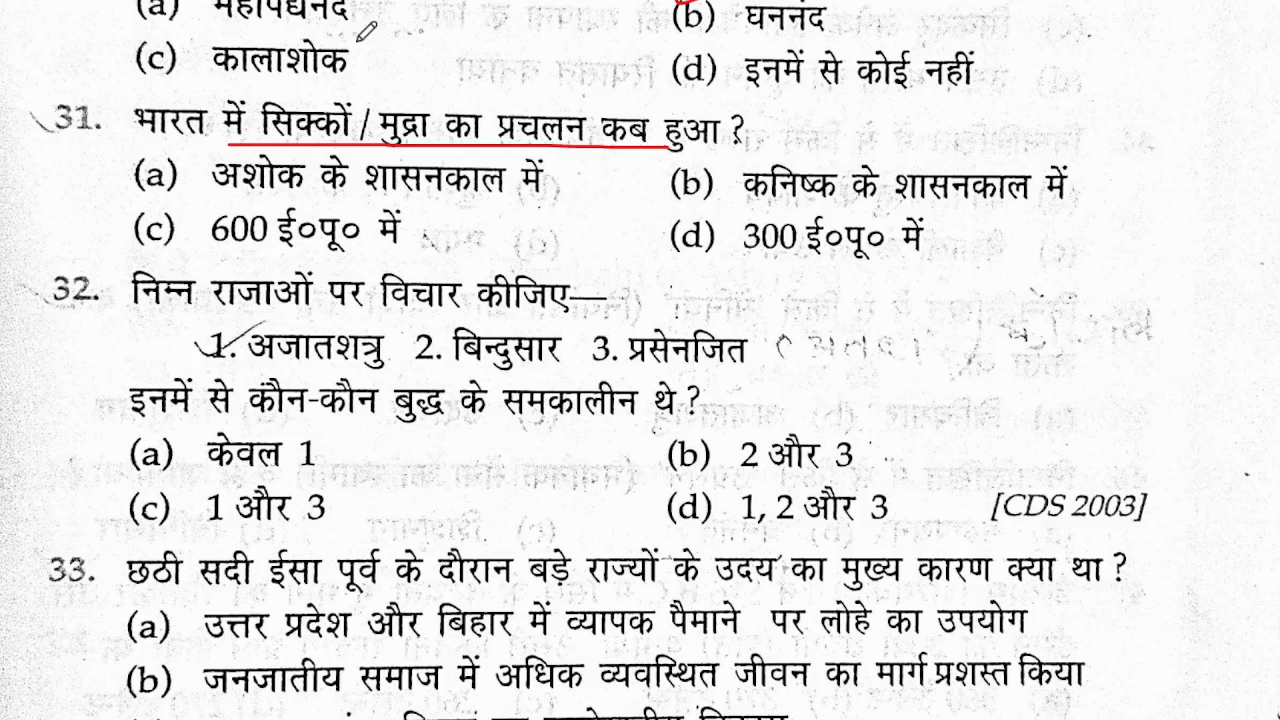 (a) महापद्मनंद (b) घननंद
(c) कालाशोक (d) इनमें से कोई नहीं
31. भारत में सिक्कों / मुद्रा का प्रचलन कब हुआ ?
(a) अशोक के शासनकाल में (b) कनिष्क के शासनकाल में
(c) 600 ई०पू० में (d) 300 ई०पू० में
32. निम्न राजाओं पर विचार कीजिए—
1. अजातशत्रु 2. बिन्दुसार 3. प्रसेनजित
इनमें से कौन-कौन बुद्ध के समकालीन थे ?
(a) केवल 1 (b) 2 और 3
(c) 1 और 3 (d) 1, 2 और 3 [CDS 2003]
33. छठी सदी ईसा पूर्व के दौरान बड़े राज्यों के उदय का मुख्य कारण क्या था ?
(a) उत्तर प्रदेश और बिहार में व्यापक पैमाने पर लोहे का उपयोग
(b) जनजातीय समाज में अधिक व्यवस्थित जीवन का मार्ग प्रशस्त किया